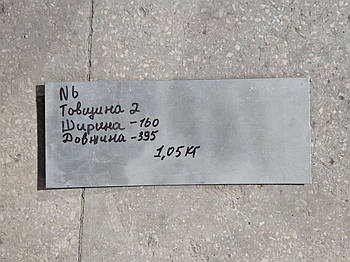 Nb
Товщина 2
Ширина -160
Довжина -395
1,05 КГ